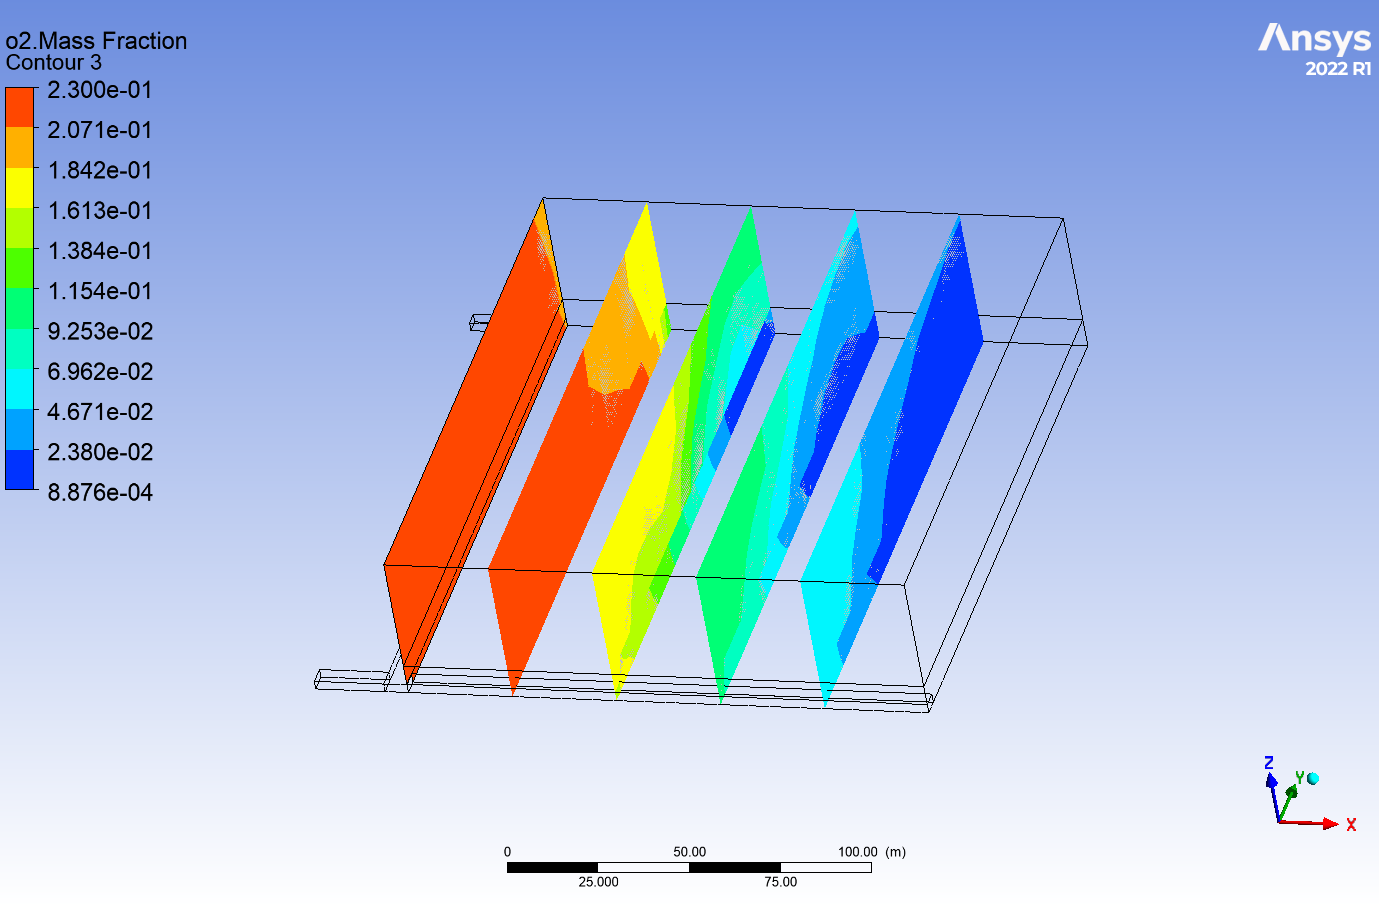 o2.Mass Fraction
Contour 3
2.300e-01
2.071e-01
1.842e-01
1.613e-01
1.384e-01
1.154e-01
9.253e-02
6.962e-02
4.671e-02
2.380e-02
8.876e-04
Ansys
2022 R1
Z
Y
X
0 50.00 100.00 (m)
25.000 75.00